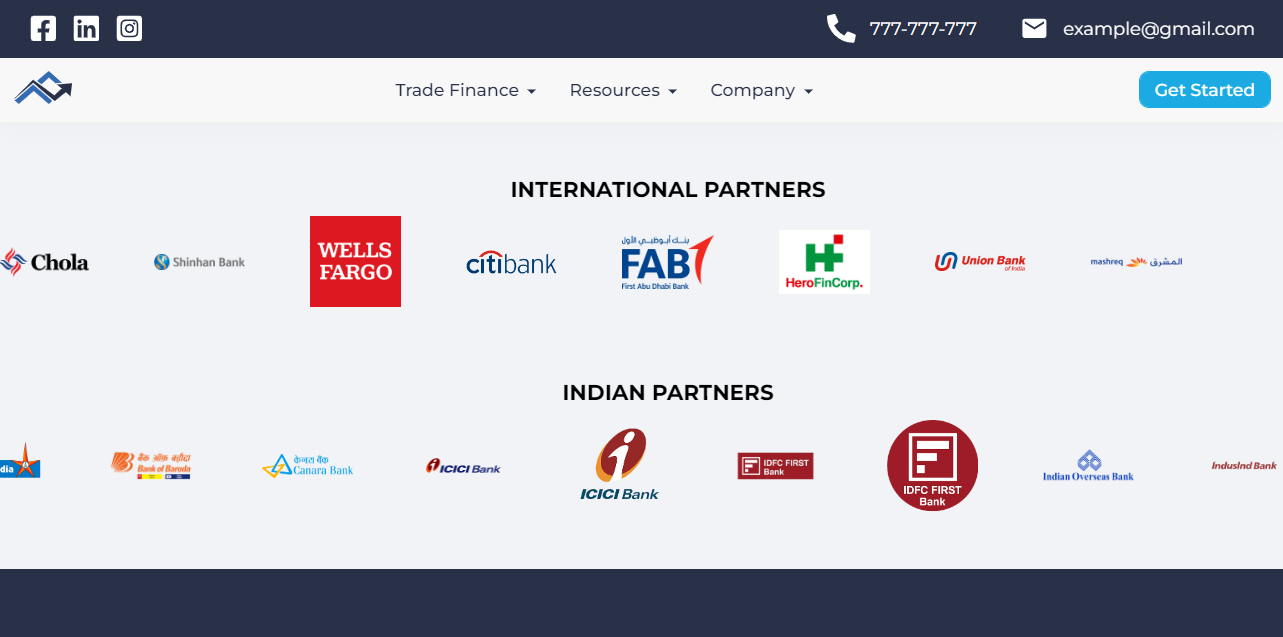 777-777-777
example@gmail.com
Trade Finance
Resources
Company
Get Started
INTERNATIONAL PARTNERS
Chola
Shinhan Bank
WELLS
FARGO
citibank
بنك أبوظبي الأول
FAB
First Abu Dhabi Bank
HeroFinCorp.
Union Bank
of India
mashreq المشرق
INDIAN PARTNERS
dia
बैंक ऑफ़ बड़ौदा
Bank of Baroda
केनरा बैंक
Canara Bank
ICICI Bank
ICICI Bank
IDFC FIRST
Bank
IDFC FIRST
Bank
Indian Overseas Bank
IndusInd Bank